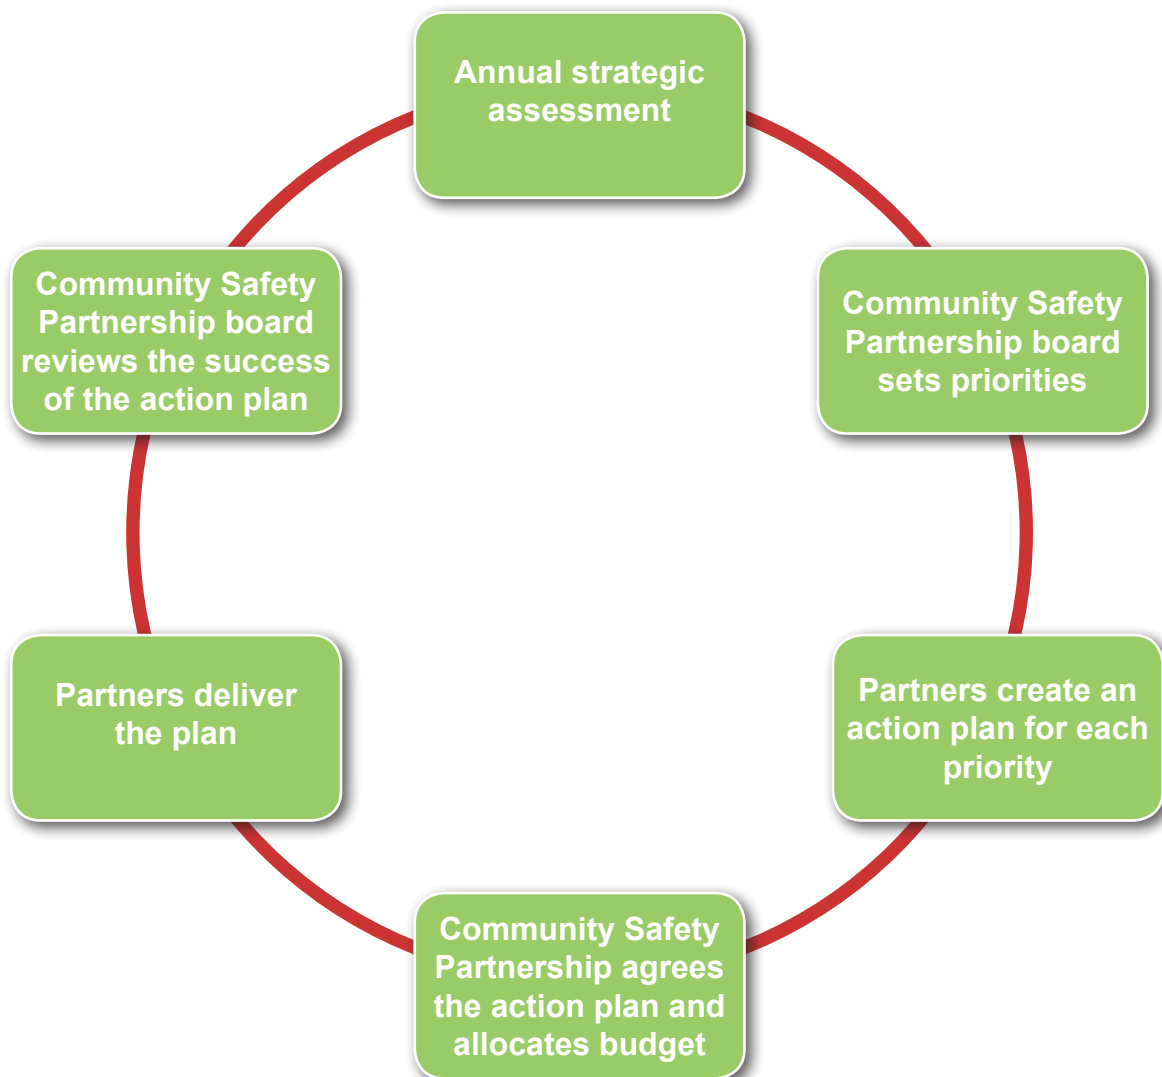 Annual strategic
assessment
Community Safety
Partnership board
sets priorities
Partners create an
action plan for each
priority
Community Safety
Partnership agrees
the action plan and
allocates budget
Partners deliver
the plan
Community Safety
Partnership board
reviews the success
of the action plan